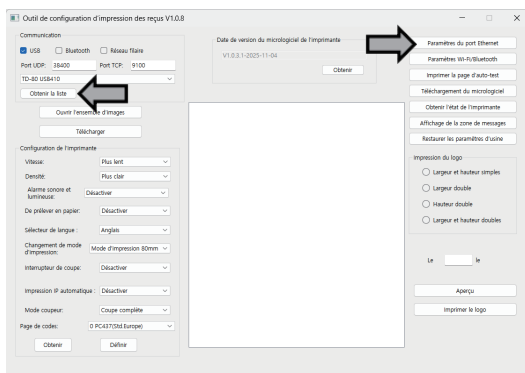 Outil de configuration d'impression des reçus V1.0.8
Communication
USB
Bluetooth
Réseau filaire
Port UDP: 38400 Port TCP: 9100
TD-80 USB410
Obtenir la liste
Ouvrir l'ensemble d'images
Télécharger
Configuration de l'imprimante
Vitesse: Plus lent
Densité: Plus clair
Alarme sonore et
lumineuse: Désactiver
De prélever en papier: Désactiver
Sélecteur de langue : Anglais
Changement de mode
d'impression: Mode d'impression 80mm
Interrupteur de coupe: Désactiver
Impression IP automatique : Désactiver
Mode coupeur: Coupe complète
Page de codes: 0 PC437(Std.Europe)
Obtenir Définir
Date de version du micrologiciel de l'imprimante
V1.0.3.1-2025-11-04
Obtenir
Paramètres du port Ethernet
Paramètres Wi-Fi/Bluetooth
Imprimer la page d'auto-test
Téléchargement du micrologiciel
Obtenir l'état de l'imprimante
Affichage de la zone de messages
Restaurer les paramètres d'usine
Impression du logo
Largeur et hauteur simples
Largeur double
Hauteur double
Largeur et hauteur doubles
Le le
Aperçu
Imprimer le logo